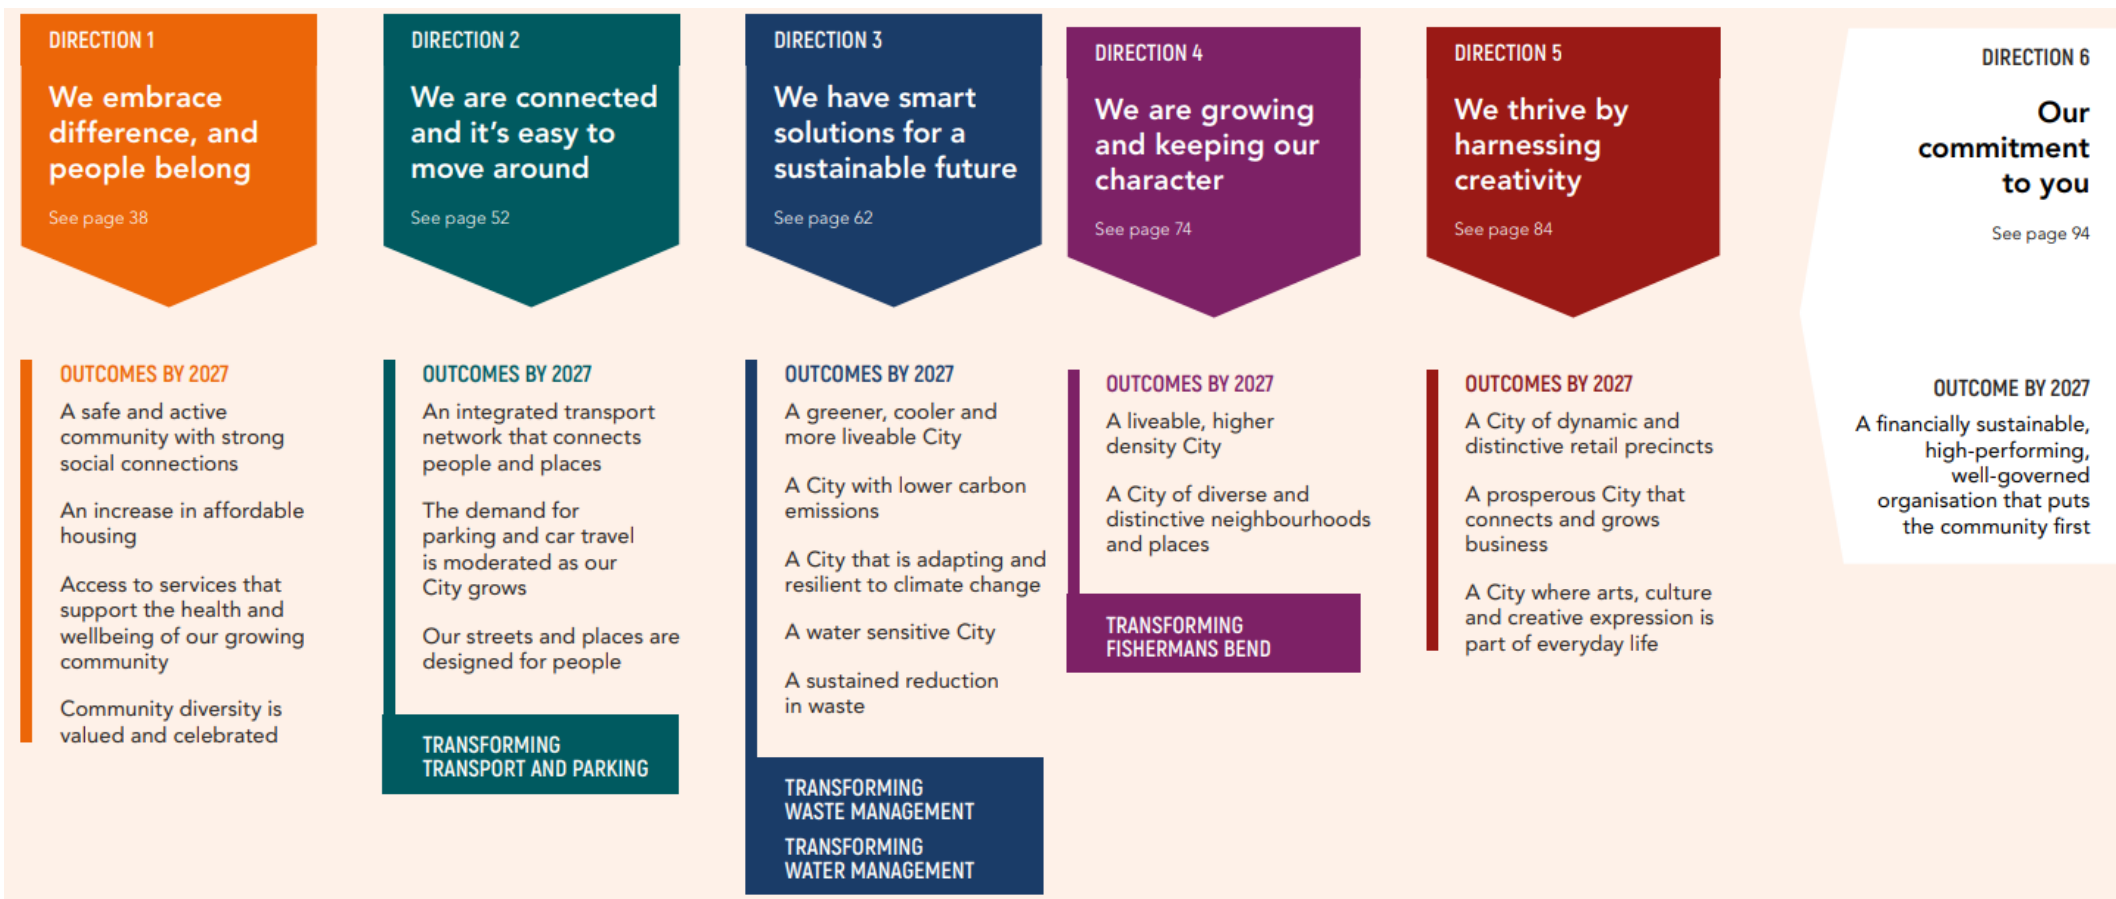 DIRECTION 1
We embrace
difference, and
people belong
See page 38
OUTCOMES BY 2027
A safe and active
community with strong
social connections
An increase in affordable
housing
Access to services that
support the health and
wellbeing of our growing
community
Community diversity is
valued and celebrated
DIRECTION 2
We are connected
and it's easy to
move around
See page 52
OUTCOMES BY 2027
An integrated transport
network that connects
people and places
The demand for
parking and car travel
is moderated as our
City grows
Our streets and places are
designed for people
TRANSFORMING
TRANSPORT AND PARKING
DIRECTION 3
We have smart
solutions for a
sustainable future
See page 62
OUTCOMES BY 2027
A greener, cooler and
more liveable City
A City with lower carbon
emissions
A City that is adapting and
resilient to climate change
A water sensitive City
A sustained reduction
in waste
TRANSFORMING
WASTE MANAGEMENT
TRANSFORMING
WATER MANAGEMENT
DIRECTION 4
We are growing
and keeping our
character
See page 74
OUTCOMES BY 2027
A liveable, higher
density City
A City of diverse and
distinctive neighbourhoods
and places
TRANSFORMING
FISHERMANS BEND
DIRECTION 5
We thrive by
harnessing
creativity
See page 84
OUTCOMES BY 2027
A City of dynamic and
distinctive retail precincts
A prosperous City that
connects and grows
business
A City where arts, culture
and creative expression is
part of everyday life
DIRECTION 6
Our
commitment
to you
See page 94
OUTCOME BY 2027
A financially sustainable,
high-performing,
well-governed
organisation that puts
the community first